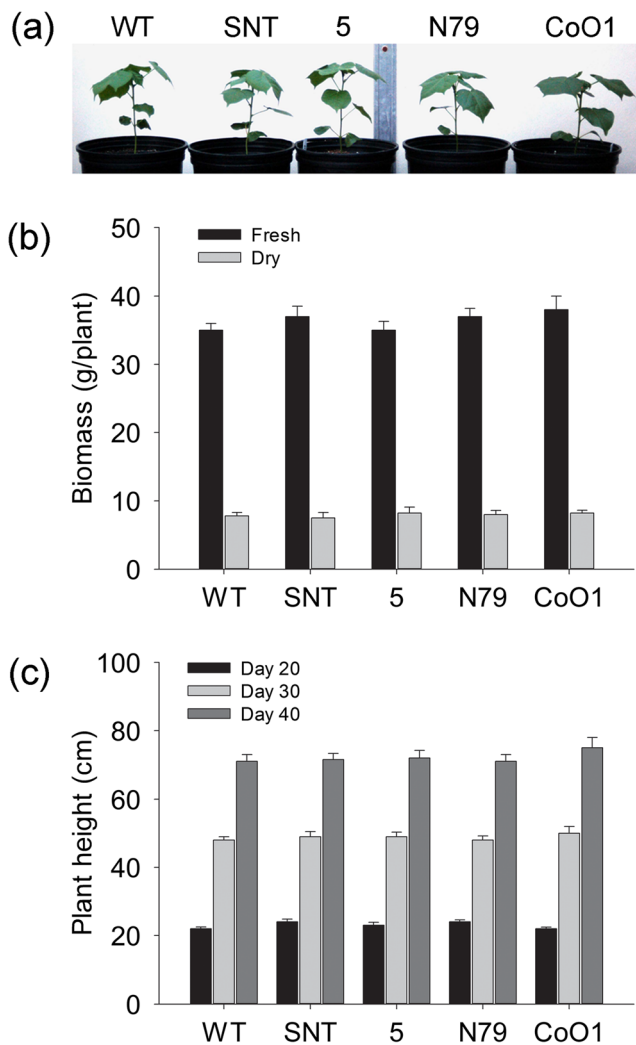 (a) WT SNT 5 N79 CoO1
(b)
Biomass (g/plant)
50
40
30
20
10
0
Fresh
Dry
WT SNT 5 N79 CoO1
(c)
Plant height (cm)
100
80
60
40
20
0
Day 20
Day 30
Day 40
WT SNT 5 N79 CoO1